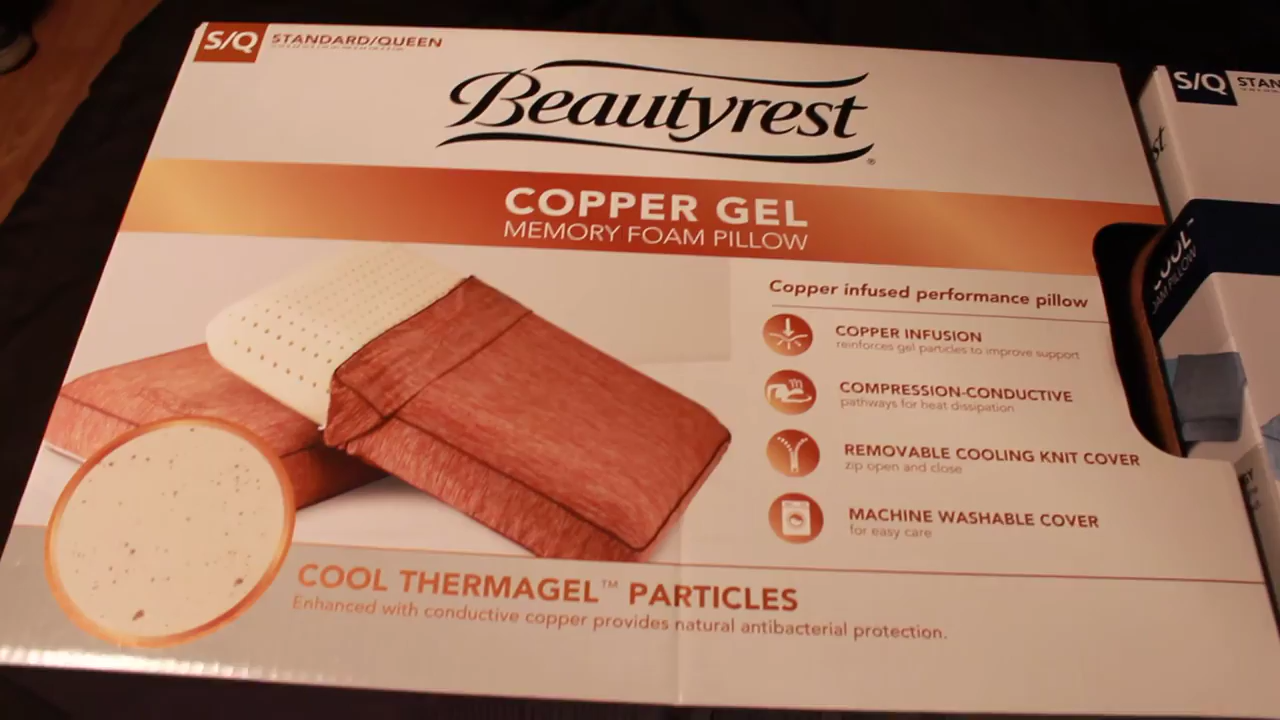 S/Q STANDARD/QUEEN
Beautyrest®
COPPER GEL
MEMORY FOAM PILLOW
Copper infused performance pillow
COPPER INFUSION
reinforces gel particles to improve support
COMPRESSION-CONDUCTIVE
pathways for heat dissipation
REMOVABLE COOLING KNIT COVER
zip open and close
MACHINE WASHABLE COVER
for easy care
COOL THERMAGEL™ PARTICLES
Enhanced with conductive copper provides natural antibacterial protection.
S/Q STAN
st
PILLOW